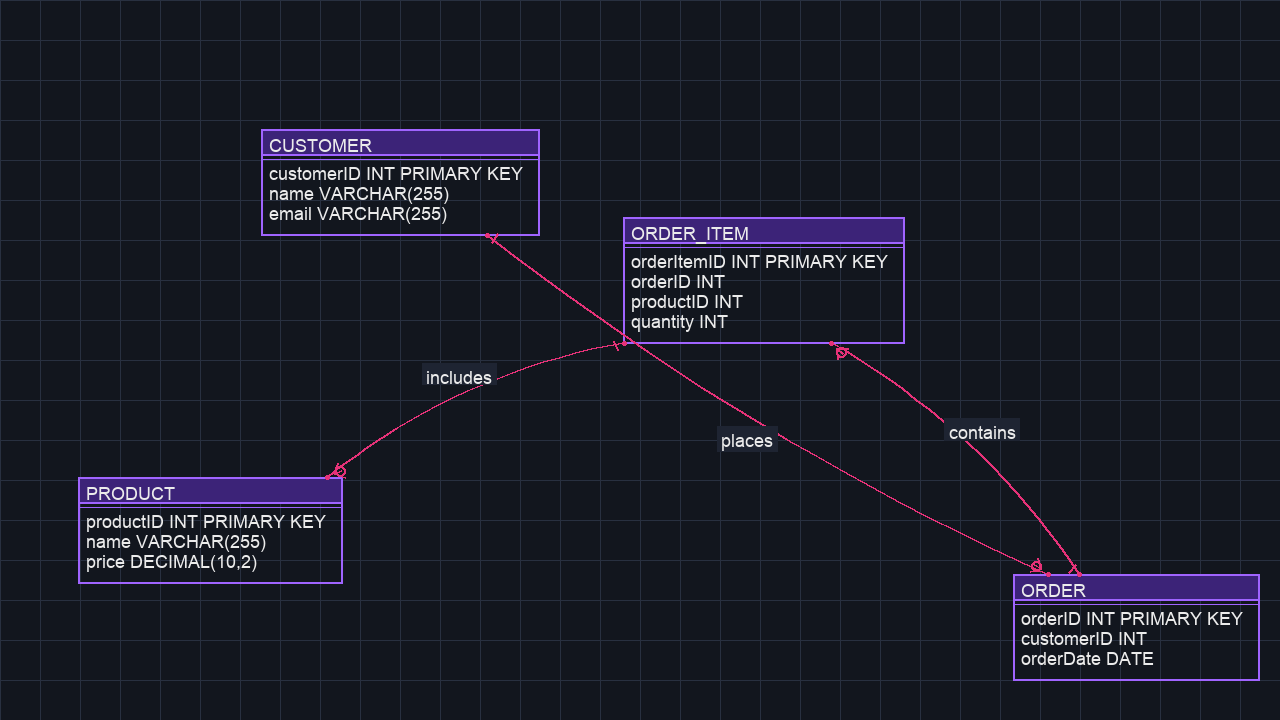 CUSTOMER
customerID INT PRIMARY KEY
name VARCHAR(255)
email VARCHAR(255)
ORDER_ITEM
orderItemID INT PRIMARY KEY
orderID INT
productID INT
quantity INT
includes
places
contains
PRODUCT
productID INT PRIMARY KEY
name VARCHAR(255)
price DECIMAL(10,2)
ORDER
orderID INT PRIMARY KEY
customerID INT
orderDate DATE